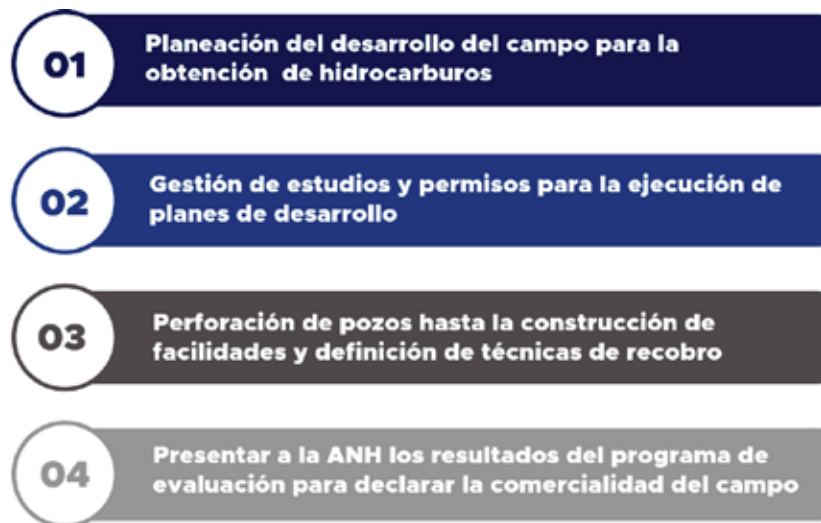 01
Planeación del desarrollo del campo para la
obtención de hidrocarburos
02
Gestión de estudios y permisos para la ejecución de
planes de desarrollo
03
Perforación de pozos hasta la construcción de
facilidades y definición de técnicas de recobro
04
Presentar a la ANH los resultados del programa de
evaluación para declarar la comercialidad del campo